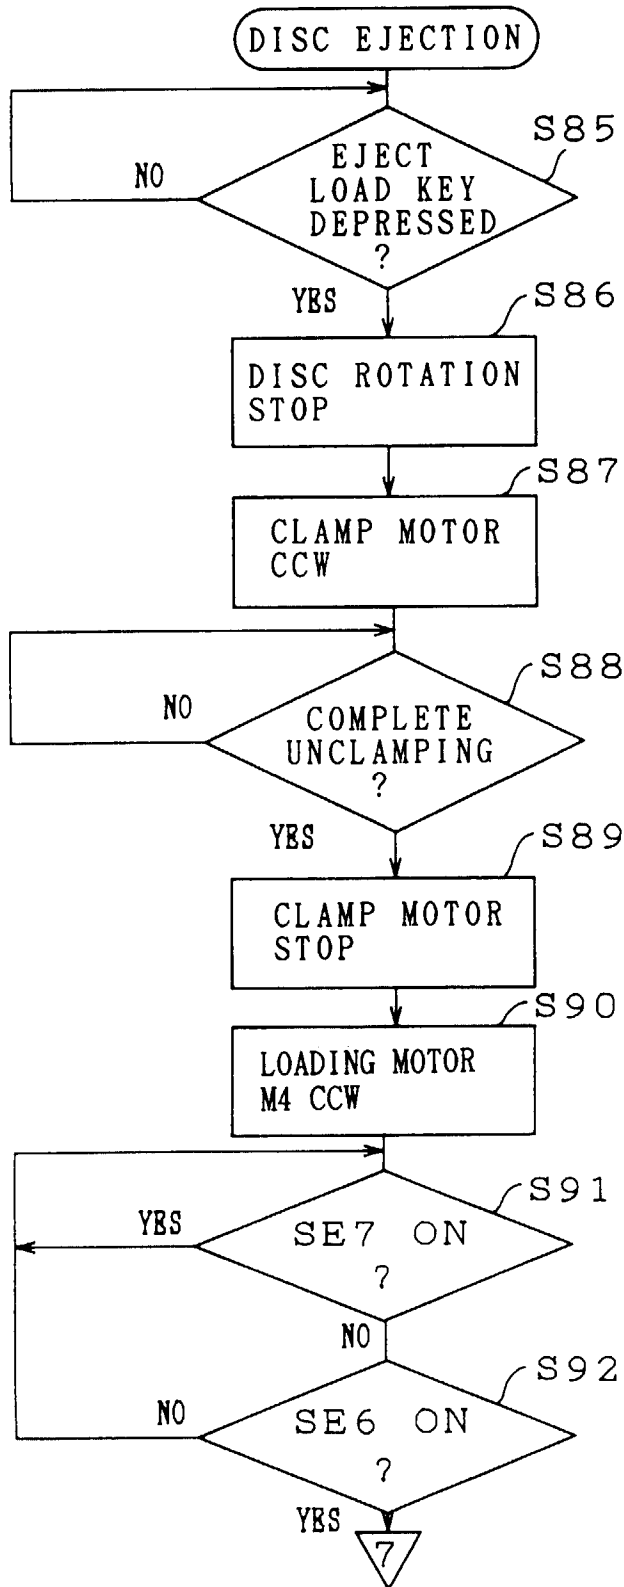 DISC EJECTION
S85
EJECT
LOAD KEY
DEPRESSED
?
NO
YES
S86
DISC ROTATION
STOP
S87
CLAMP MOTOR
CCW
S88
COMPLETE
UNCLAMPING
?
NO
YES
S89
CLAMP MOTOR
STOP
S90
LOADING MOTOR
M4 CCW
S91
SE7 ON
?
YES
NO
S92
SE6 ON
?
NO
YES
7